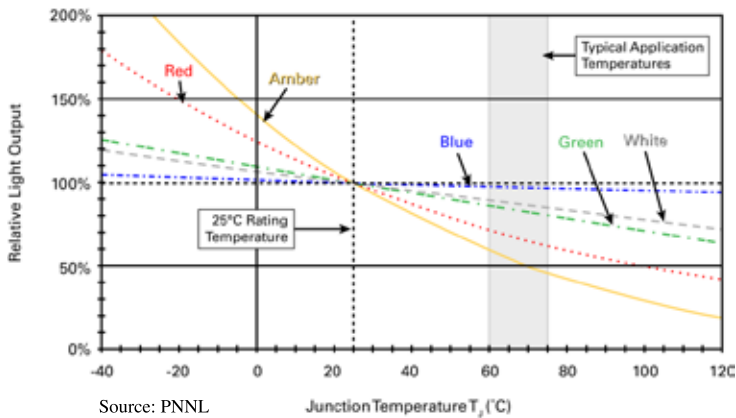 200%
150%
100%
50%
0%
Relative Light Output
Red
Amber
Blue
Green
White
Typical Application
Temperatures
25°C Rating
Temperature
-40
-20
0
20
40
60
80
100
120
Source: PNNL
Junction Temperature TJ (°C)